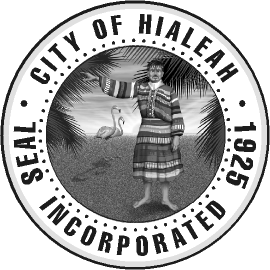 CITY OF HIALEAH
SEAL • INCORPORATED • 1925